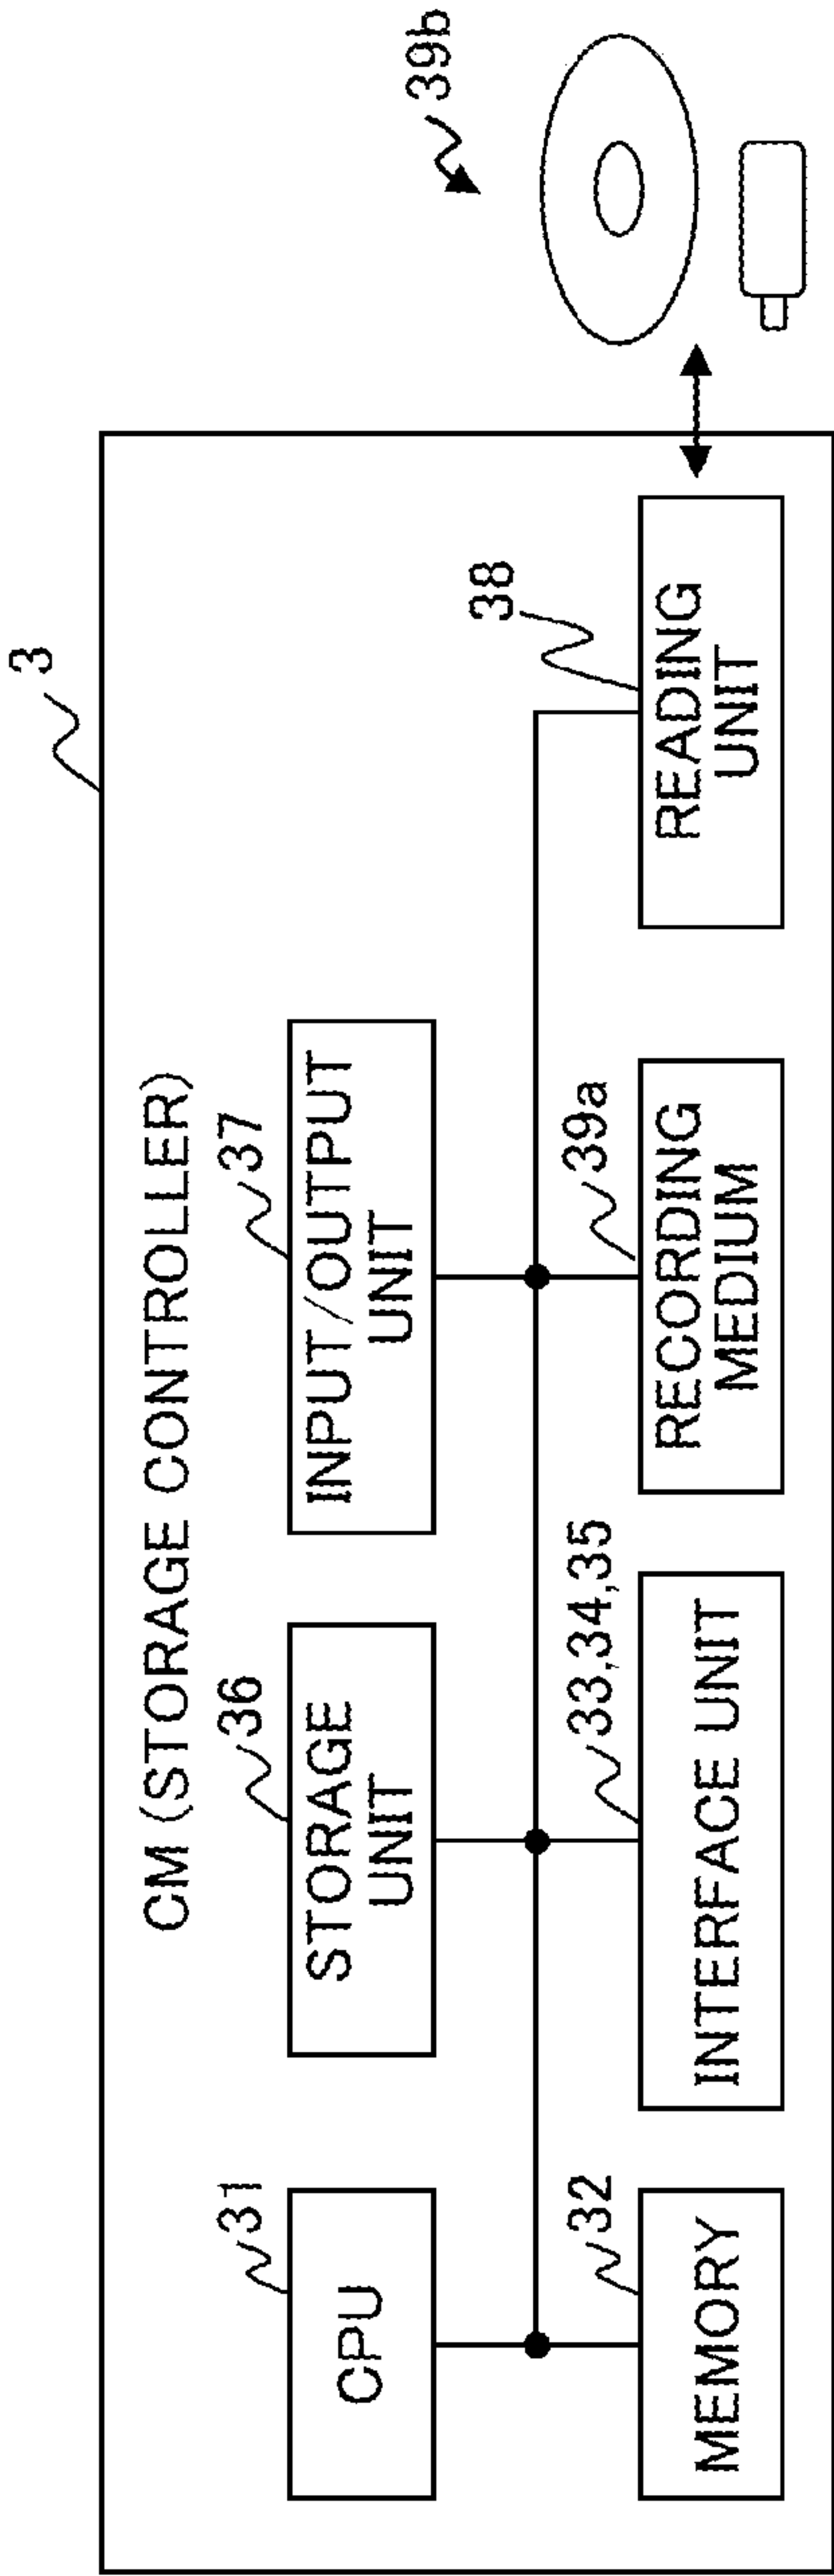 3
CM (STORAGE CONTROLLER)
31
CPU
36
STORAGE
UNIT
37
INPUT/OUTPUT
UNIT
32
MEMORY
33,34,35
INTERFACE UNIT
39a
RECORDING
MEDIUM
38
READING
UNIT
39b